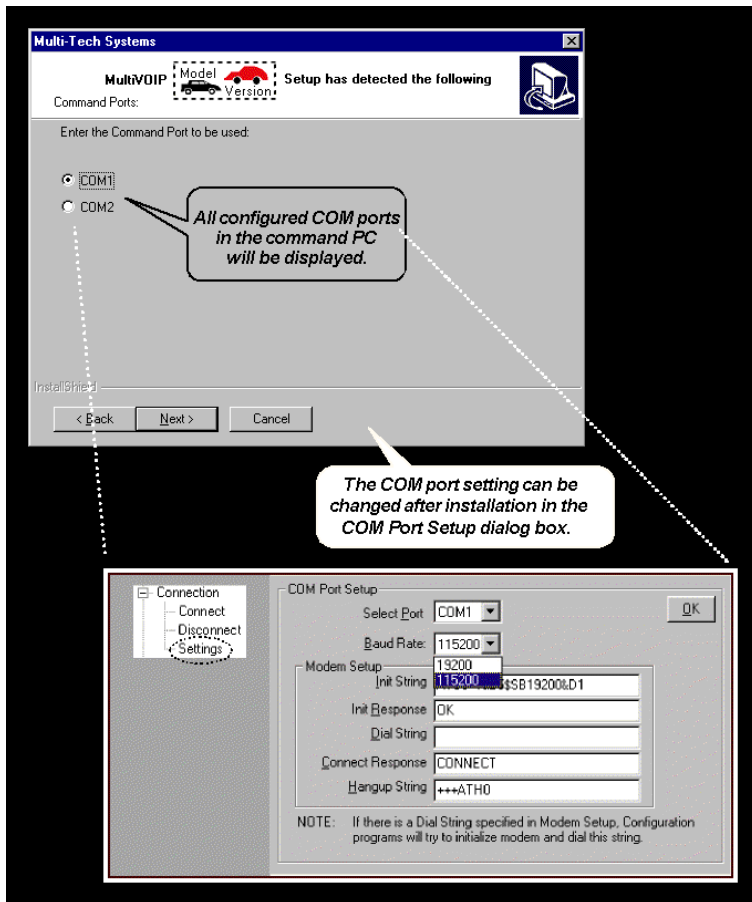 Multi-Tech Systems
MultiVOIP Model Version Setup has detected the following
Command Ports:
Enter the Command Port to be used:
COM1
COM2
All configured COM ports
in the command PC
will be displayed.
InstallShield
< Back Next > Cancel
The COM port setting can be
changed after installation in the
COM Port Setup dialog box.
Connection
Connect
Disconnect
Settings
COM Port Setup
Select Port COM1
OK
Baud Rate: 115200
19200
115200
Modem Setup
Init String $SB19200&D1
Init Response OK
Dial String
Connect Response CONNECT
Hangup String +++ATH0
NOTE: If there is a Dial String specified in Modem Setup, Configuration
programs will try to initialize modem and dial this string.